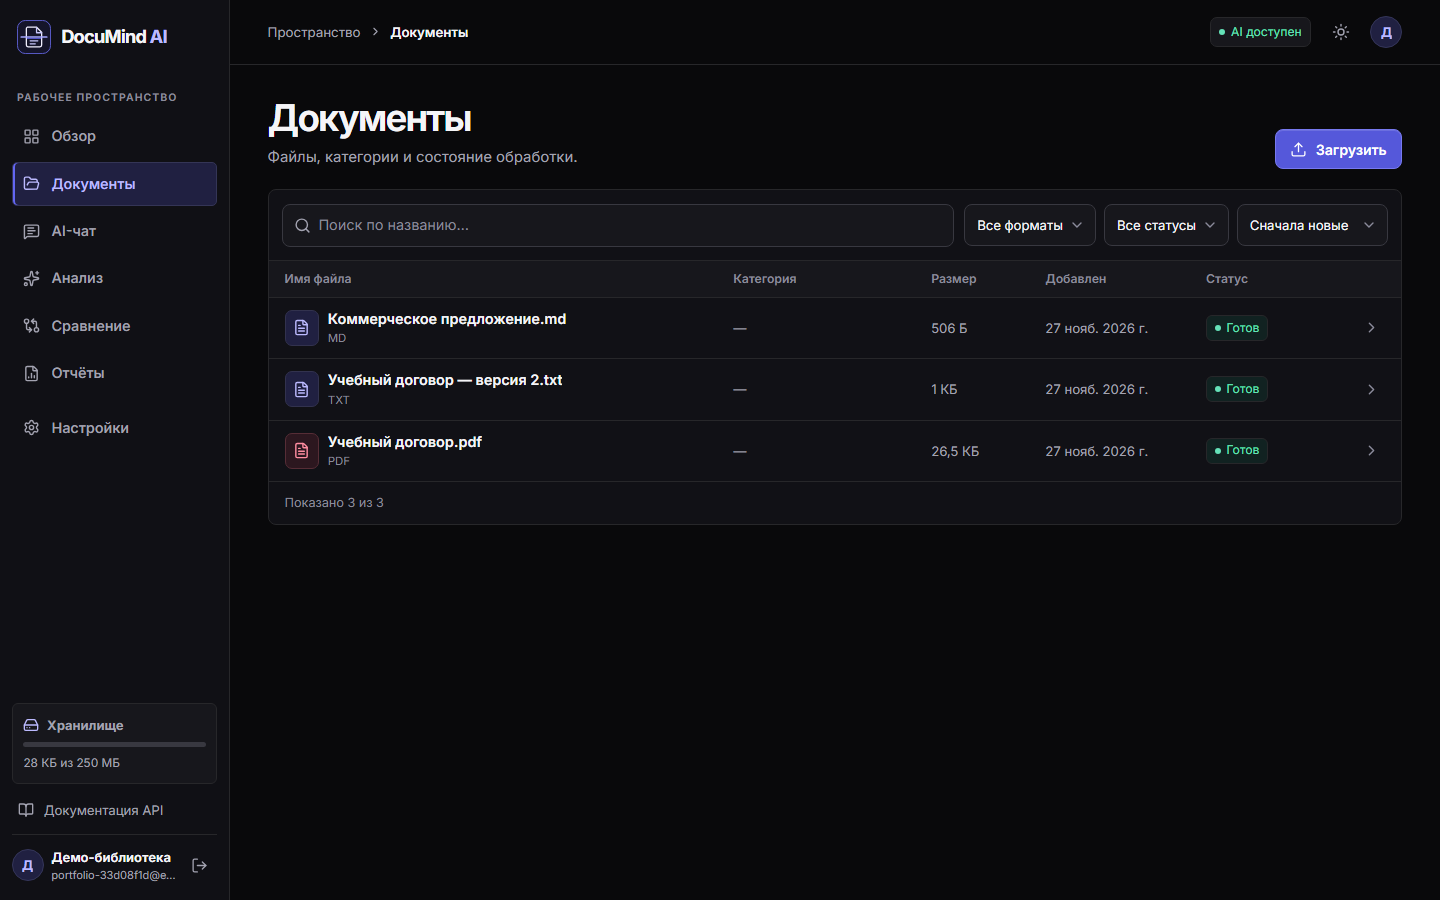 DocuMind AI
РАБОЧЕЕ ПРОСТРАНСТВО
Обзор
Документы
AI-чат
Анализ
Сравнение
Отчёты
Настройки
Хранилище
28 КБ из 250 МБ
Документация API
Д
Демо-библиотека
portfolio-33d08f1d@e...
Пространство > Документы
AI доступен
Д
Документы
Файлы, категории и состояние обработки.
Загрузить
Поиск по названию...
Все форматы
Все статусы
Сначала новые
Имя файла Категория Размер Добавлен Статус
Коммерческое предложение.md
MD
— 506 Б 27 нояб. 2026 г. Готов
Учебный договор — версия 2.txt
TXT
— 1 КБ 27 нояб. 2026 г. Готов
Учебный договор.pdf
PDF
— 26,5 КБ 27 нояб. 2026 г. Готов
Показано 3 из 3